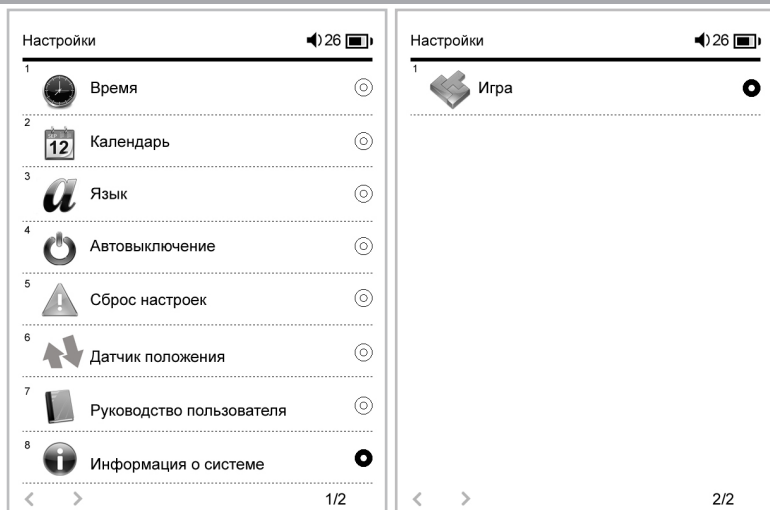 Настройки 26
1 Время
2 Календарь
SEP
12
3 Язык
4 Автовыключение
5 Сброс настроек
6 Датчик положения
7 Руководство пользователя
8 Информация о системе
1/2
Настройки 26
1 Игра
2/2